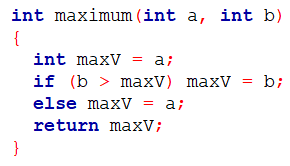 int maximum(int a, int b)
{
  int maxV = a;
  if (b > maxV) maxV = b;
  else maxV = a;
  return maxV;
}